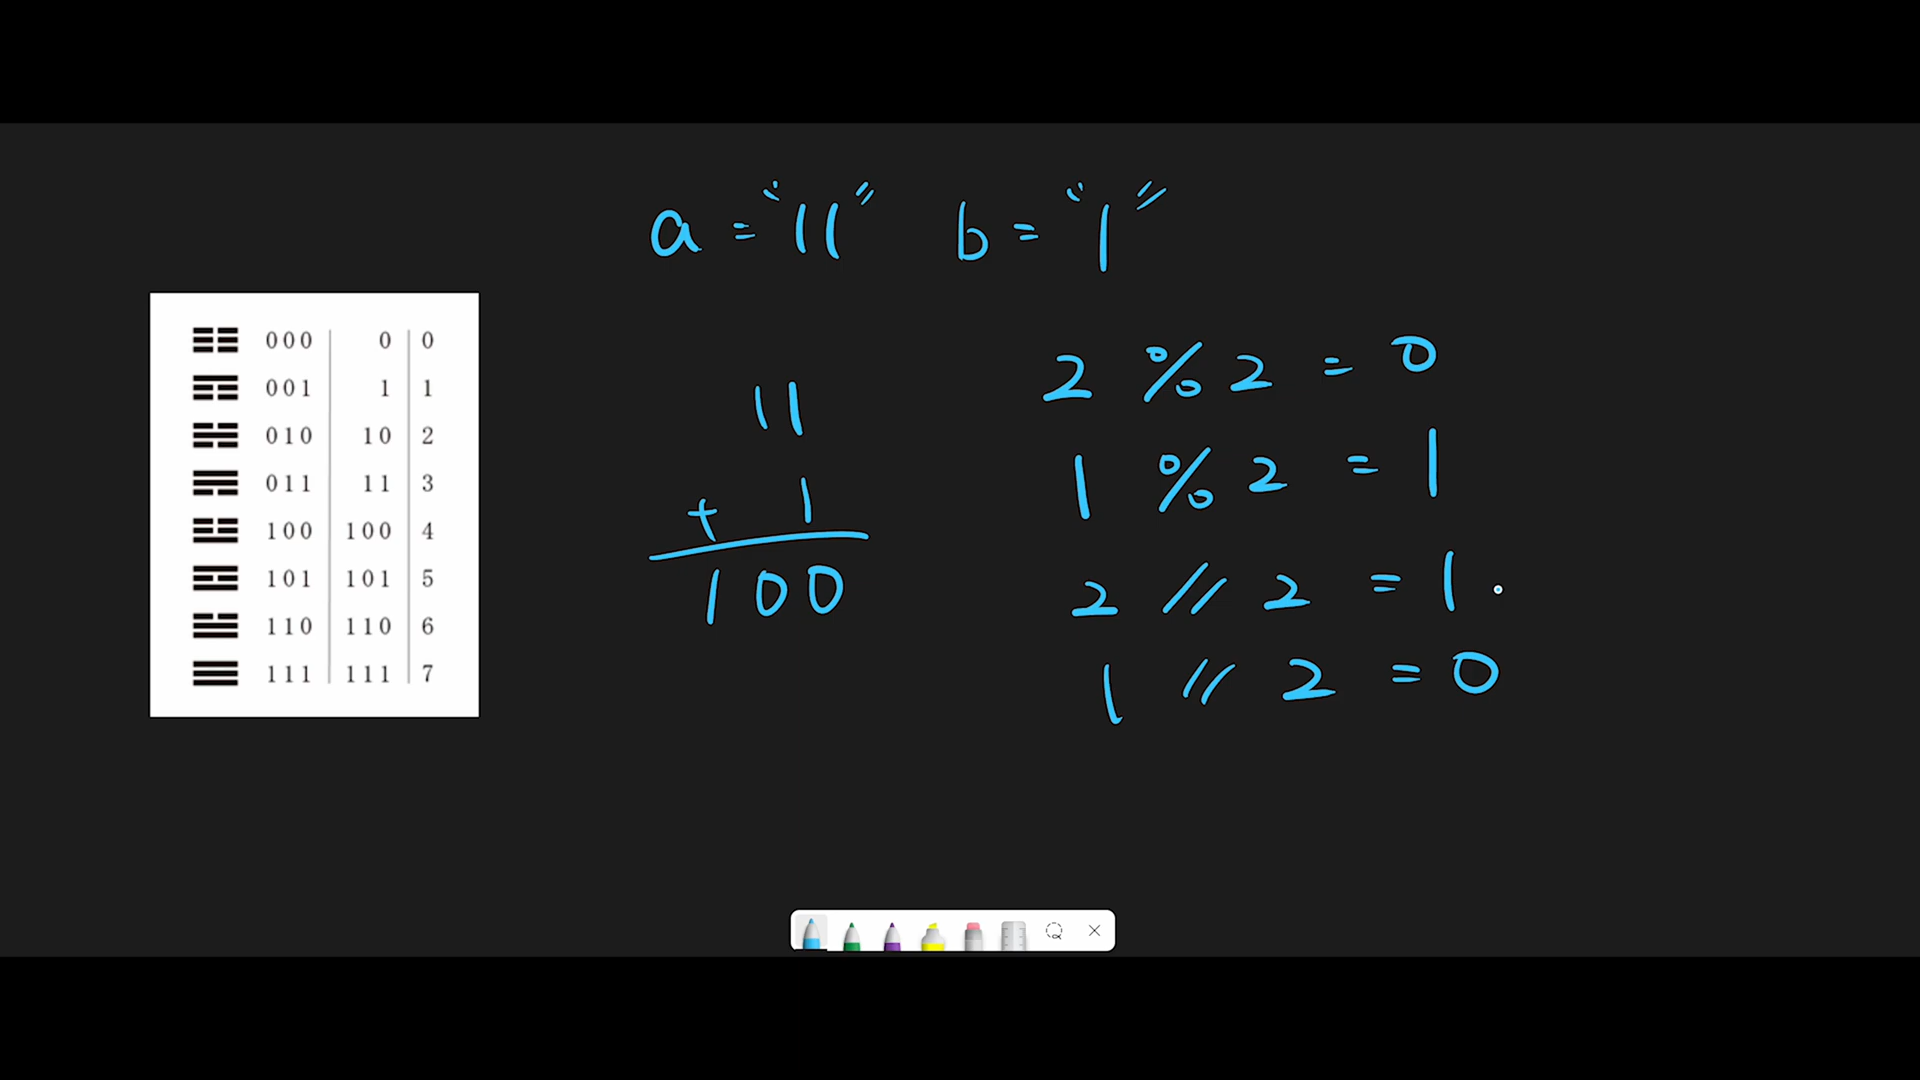 a = "11" b = "1"
000 0 0
001 1 1
010 10 2
011 11 3
100 100 4
101 101 5
110 110 6
111 111 7
11
+ 1
100
2 % 2 = 0
1 % 2 = 1
2 // 2 = 1
1 // 2 = 0